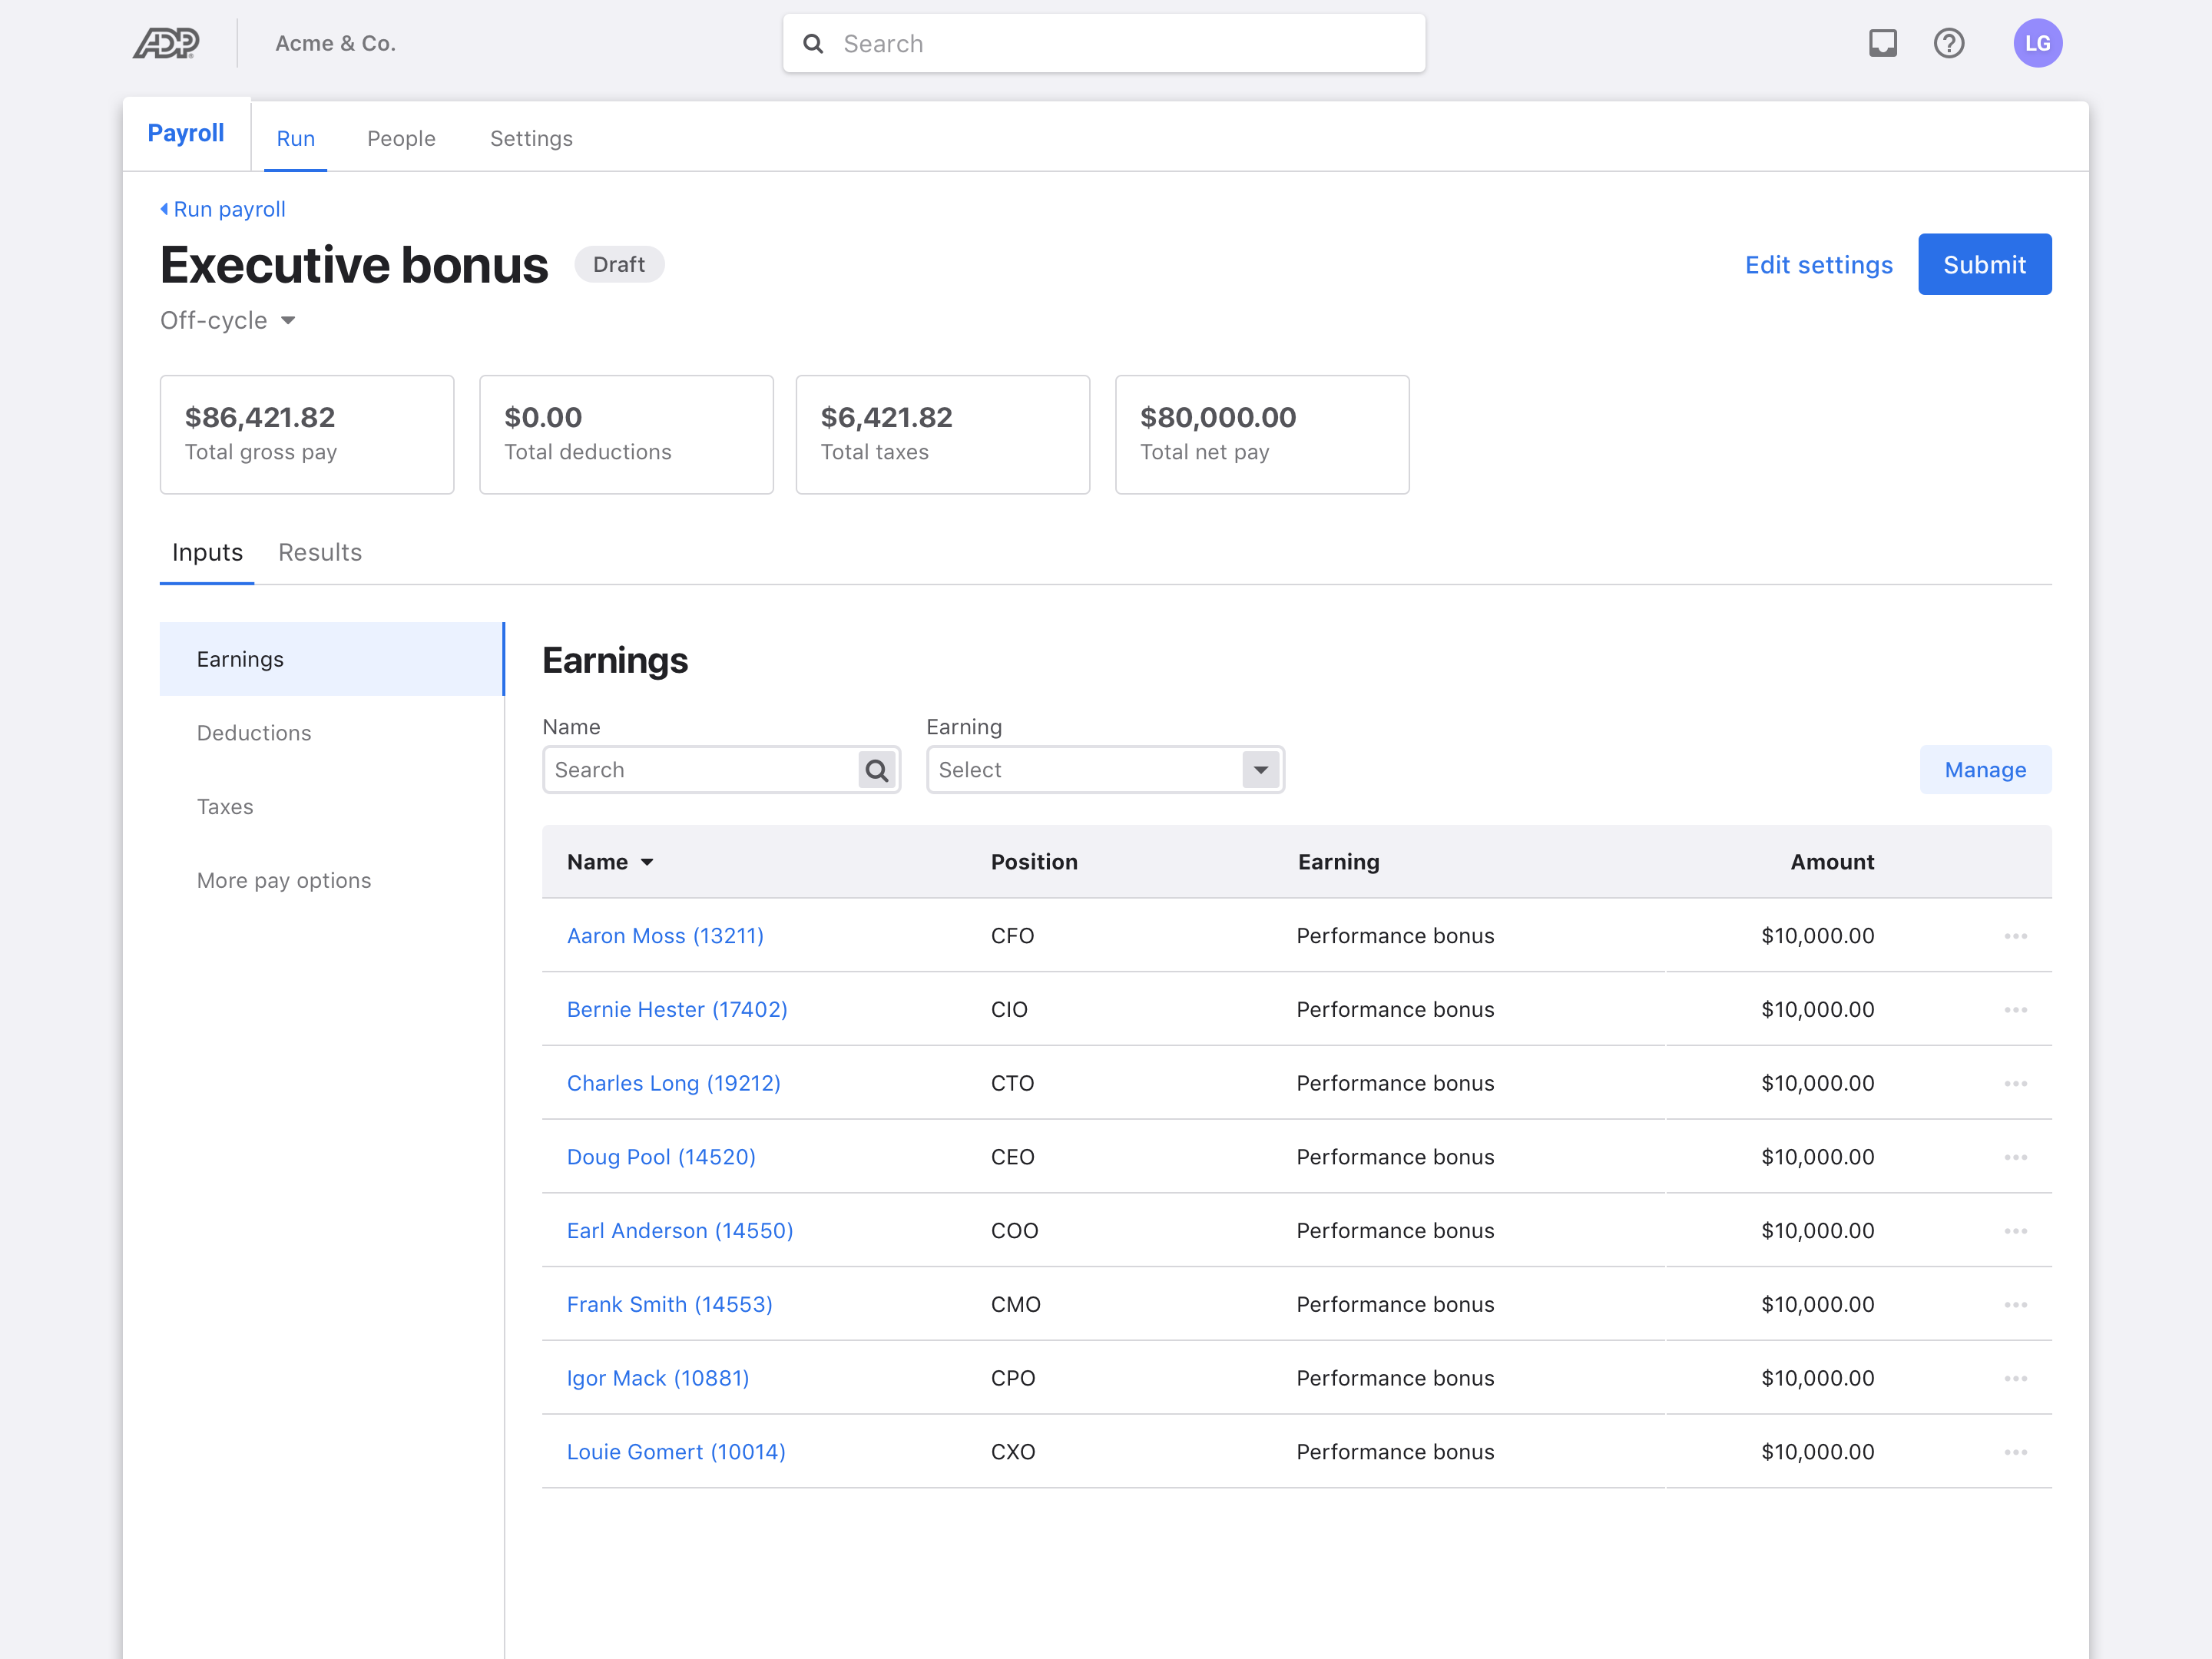 ADP
Acme & Co.
Search
LG
Payroll
Run
People
Settings
Run payroll
Executive bonus
Draft
Edit settings
Submit
Off-cycle
$86,421.82
Total gross pay
$0.00
Total deductions
$6,421.82
Total taxes
$80,000.00
Total net pay
Inputs
Results
Earnings
Deductions
Taxes
More pay options
Earnings
Name
Earning
Search
Select
Manage
Name Position Earning Amount
Aaron Moss (13211) CFO Performance bonus $10,000.00
Bernie Hester (17402) CIO Performance bonus $10,000.00
Charles Long (19212) CTO Performance bonus $10,000.00
Doug Pool (14520) CEO Performance bonus $10,000.00
Earl Anderson (14550) COO Performance bonus $10,000.00
Frank Smith (14553) CMO Performance bonus $10,000.00
Igor Mack (10881) CPO Performance bonus $10,000.00
Louie Gomert (10014) CXO Performance bonus $10,000.00